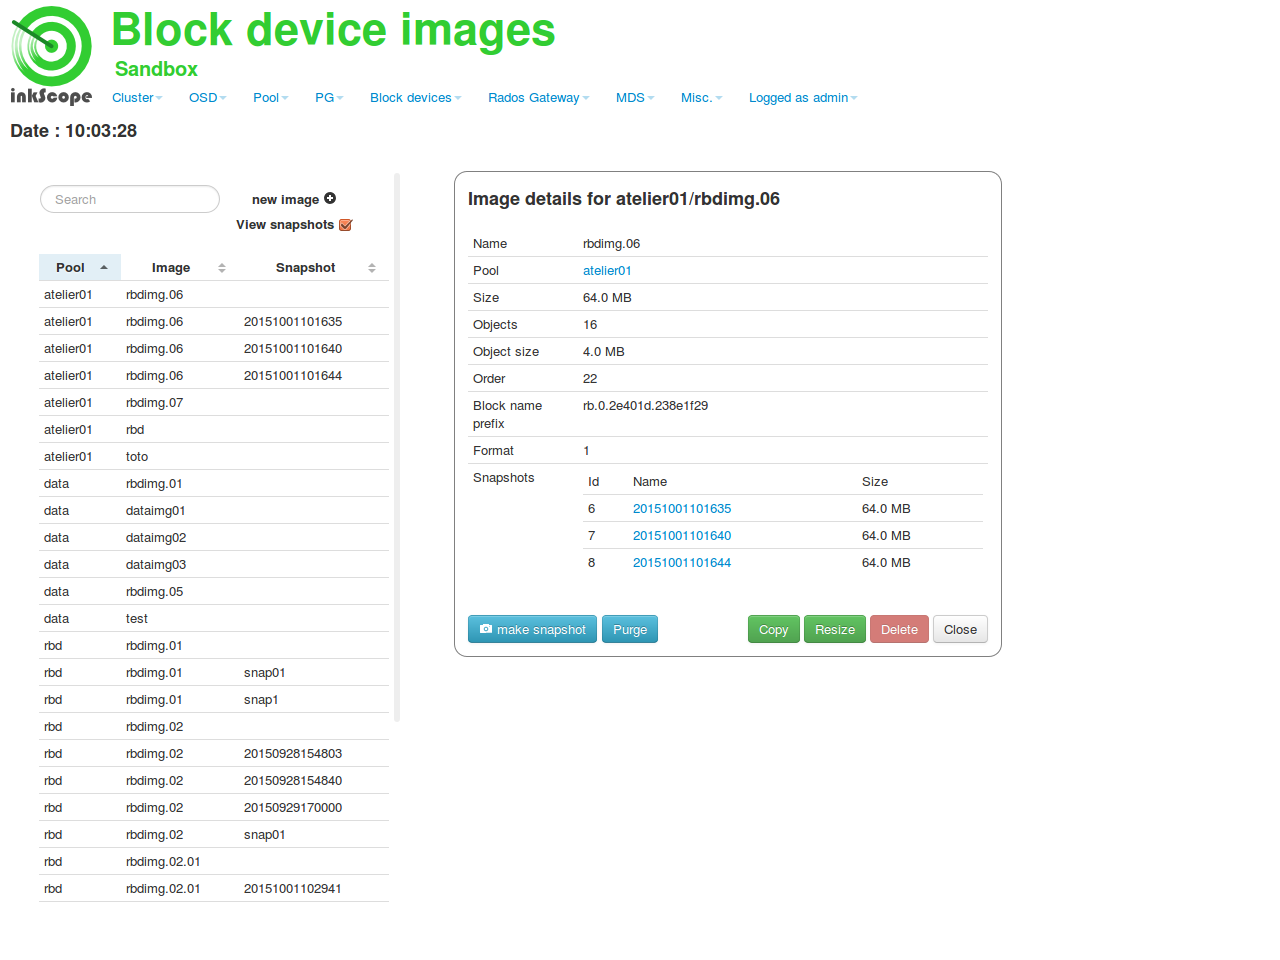 Block device images
Sandbox
inkScope
Cluster OSD Pool PG Block devices Rados Gateway MDS Misc. Logged as admin
Date : 10:03:28
Search
new image
View snapshots
Pool Image Snapshot
atelier01 rbdimg.06
atelier01 rbdimg.06 20151001101635
atelier01 rbdimg.06 20151001101640
atelier01 rbdimg.06 20151001101644
atelier01 rbdimg.07
atelier01 rbd
atelier01 toto
data rbdimg.01
data dataimg01
data dataimg02
data dataimg03
data rbdimg.05
data test
rbd rbdimg.01
rbd rbdimg.01 snap01
rbd rbdimg.01 snap1
rbd rbdimg.02
rbd rbdimg.02 20150928154803
rbd rbdimg.02 20150928154840
rbd rbdimg.02 20150929170000
rbd rbdimg.02 snap01
rbd rbdimg.02.01
rbd rbdimg.02.01 20151001102941
Image details for atelier01/rbdimg.06
Name rbdimg.06
Pool atelier01
Size 64.0 MB
Objects 16
Object size 4.0 MB
Order 22
Block name prefix rb.0.2e401d.238e1f29
Format 1
Snapshots
Id Name Size
6 20151001101635 64.0 MB
7 20151001101640 64.0 MB
8 20151001101644 64.0 MB
make snapshot Purge Copy Resize Delete Close